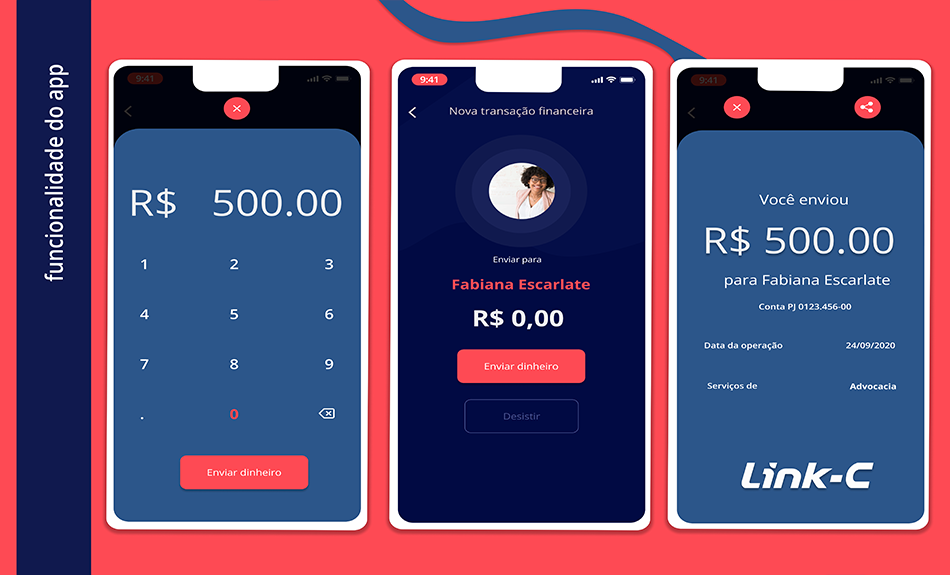 funcionalidade do app
9:41
R$ 500.00
1 2 3
4 5 6
7 8 9
. 0
Enviar dinheiro
9:41
Nova transação financeira
Enviar para
Fabiana Escarlate
R$ 0,00
Enviar dinheiro
Desistir
9:41
Você enviou
R$ 500.00
para Fabiana Escarlate
Conta PJ 0123.456-00
Data da operação 24/09/2020
Serviços de Advocacia
Link-C